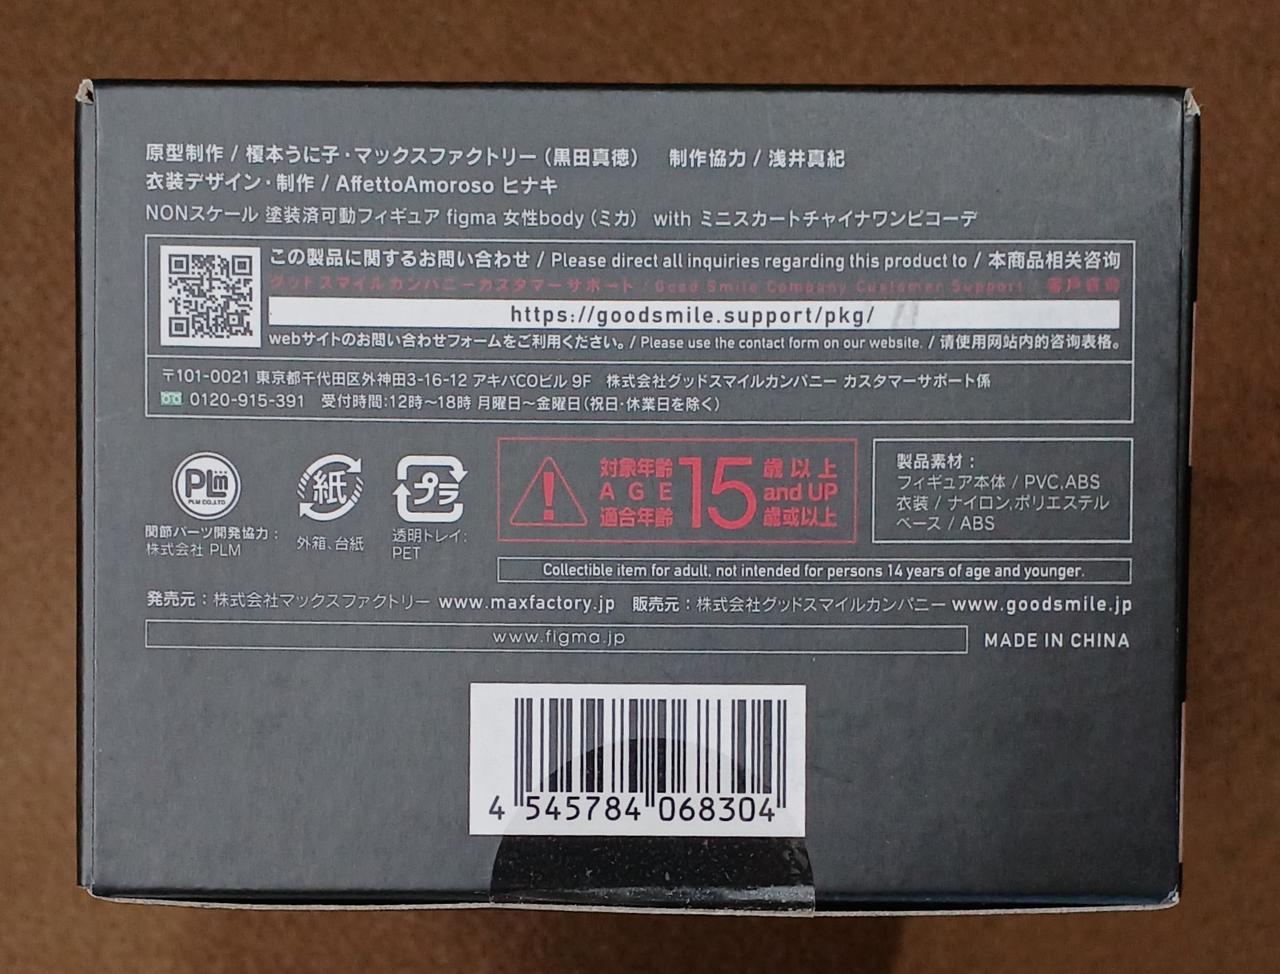 原型制作 / 榎本うに子・マックスファクトリー（黒田真徳）　制作協力 / 浅井真紀
衣装デザイン・制作 / AffettoAmoroso ヒナキ
NONスケール 塗装済可動フィギュア figma 女性body（ミカ） with ミニスカートチャイナワンピコーデ
この製品に関するお問い合わせ / Please direct all inquiries regarding this product to / 本商品相关咨询
グッドスマイルカンパニーカスタマーサポート / Good Smile Company Customer Support / 客户查询
https://goodsmile.support/pkg/
webサイトのお問い合わせフォームをご利用ください。/ Please use the contact form on our website. / 请使用网站内的咨询表格。
〒101-0021 東京都千代田区外神田3-16-12 アキバCOビル 9F　株式会社グッドスマイルカンパニー カスタマーサポート係
0120-915-391　受付時間:12時～18時 月曜日～金曜日（祝日・休業日を除く）
PLM
PLM CO.,LTD
関節パーツ開発協力：
株式会社 PLM
紙
外箱、台紙
プラ
透明トレイ:
PET
対象年齢 15 歳以上
AGE and UP
適合年齢 歳或以上
製品素材：
フィギュア本体 / PVC,ABS
衣装 / ナイロン,ポリエステル
ベース / ABS
Collectible item for adult, not intended for persons 14 years of age and younger.
発売元：株式会社マックスファクトリー www.maxfactory.jp　販売元：株式会社グッドスマイルカンパニー www.goodsmile.jp
www.figma.jp
MADE IN CHINA
4 545784 068304